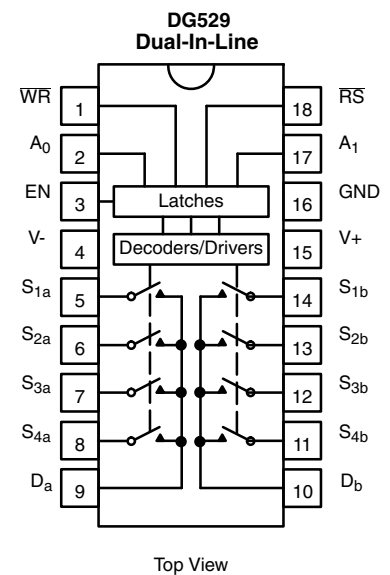 DG529
Dual-In-Line
W̅R̅ 1 18 R̅S̅
A₀ 2 17 A₁
EN 3 Latches 16 GND
V- 4 Decoders/Drivers 15 V+
S₁ₐ 5 14 S1b
S₂ₐ 6 13 S2b
S₃ₐ 7 12 S3b
S₄ₐ 8 11 S4b
Dₐ 9 10 Db
Top View